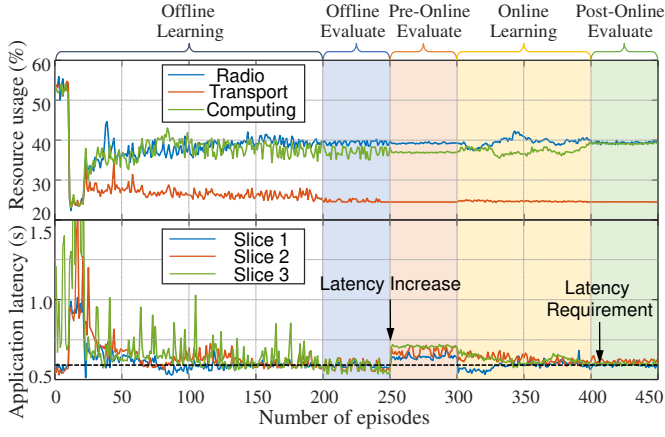 Offline Learning
Offline Evaluate
Pre-Online Evaluate
Online Learning
Post-Online Evaluate
Resource usage (%)
60
50
40
30
20
Radio
Transport
Computing
Application latency (s)
1.5
1.0
0.5
Slice 1
Slice 2
Slice 3
Latency Increase
Latency Requirement
0
50
100
150
200
250
300
350
400
450
Number of episodes